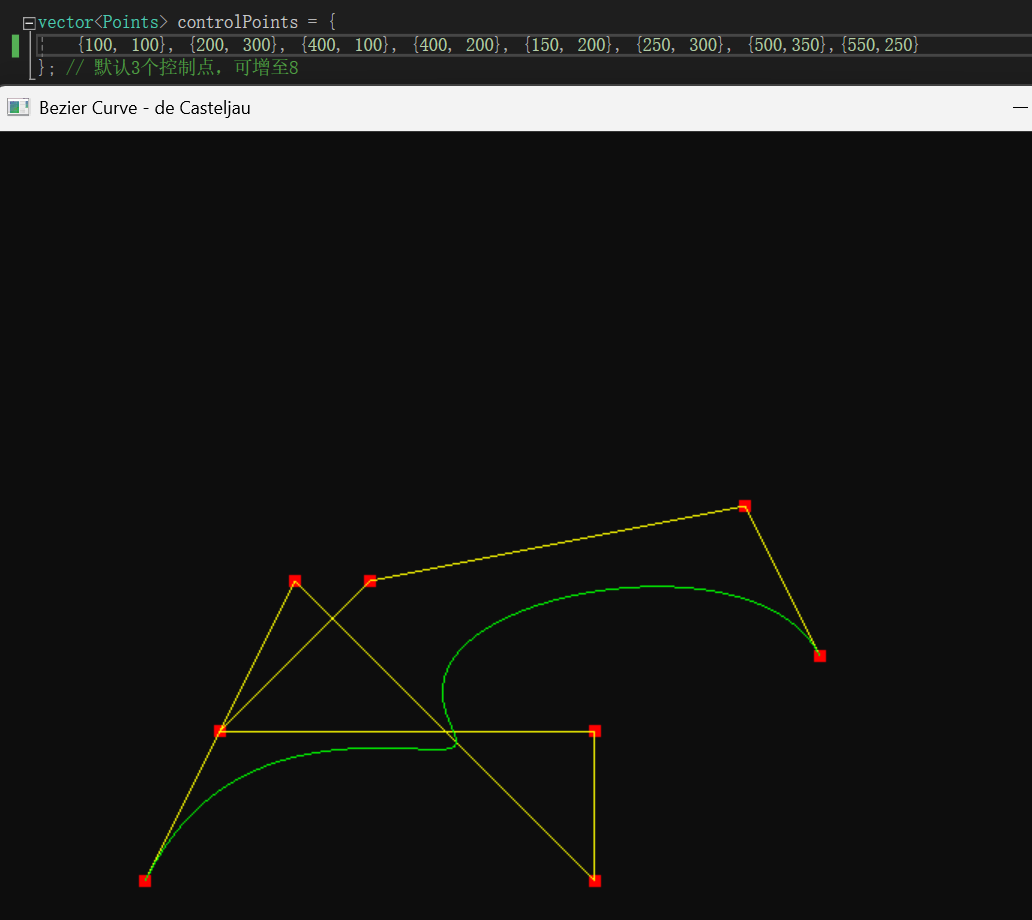 vector<Points> controlPoints = {
{100, 100}, {200, 300}, {400, 100}, {400, 200}, {150, 200}, {250, 300}, {500,350},{550,250}
}; // 默认3个控制点，可增至8
Bezier Curve - de Casteljau